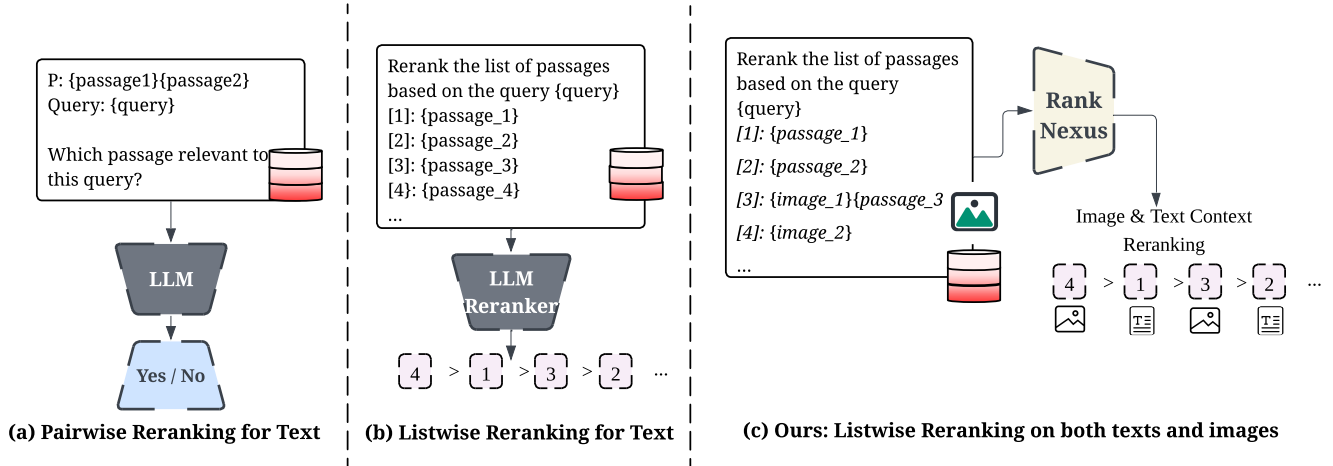 P: {passage1}{passage2}
Query: {query}
Which passage relevant to
this query?
LLM
Yes / No
(a) Pairwise Reranking for Text
Rerank the list of passages
based on the query {query}
[1]: {passage_1}
[2]: {passage_2}
[3]: {passage_3}
[4}: {passage_4}
...
LLM
Reranker
4 > 1 > 3 > 2 ...
(b) Listwise Reranking for Text
Rerank the list of passages
based on the query
{query}
[1]: {passage_1}
[2]: {passage_2}
[3]: {image_1}{passage_3
[4]: {image_2}
...
Rank
Nexus
Image & Text Context
Reranking
4 > 1 > 3 > 2 ...
(c) Ours: Listwise Reranking on both texts and images